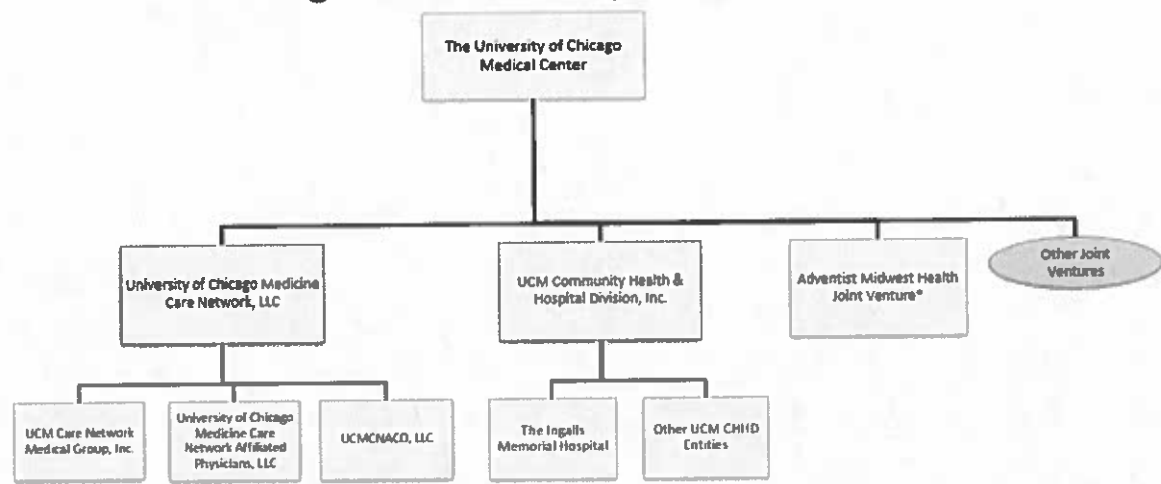 The University of Chicago
Medical Center
University of Chicago Medicine
Care Network, LLC
UCM Community Health &
Hospital Division, Inc.
Adventist Midwest Health
Joint Venture*
Other Joint
Ventures
UCM Care Network
Medical Group, Inc.
University of Chicago
Medicine Care
Network Affiliated
Physicians, LLC
UCMCNACO, LLC
The Ingalls
Memorial Hospital
Other UCM CHHD
Entities